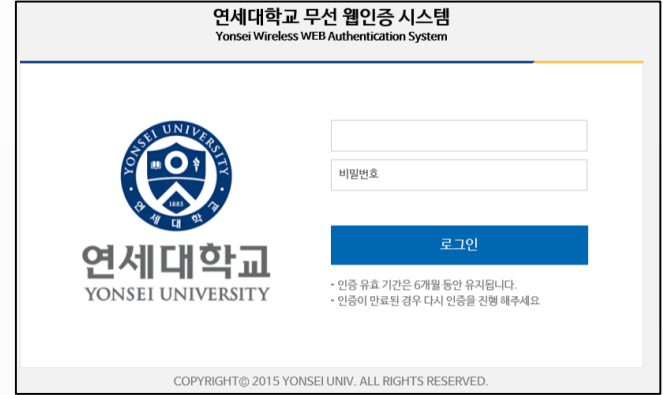 연세대학교 무선 웹인증 시스템
Yonsei Wireless WEB Authentication System
YONSEI UNIVERSITY
1885
연세대학교
연세대학교
YONSEI UNIVERSITY
비밀번호
로그인
- 인증 유효 기간은 6개월 동안 유지됩니다.
- 인증이 만료된 경우 다시 인증을 진행 해주세요
COPYRIGHT© 2015 YONSEI UNIV. ALL RIGHTS RESERVED.